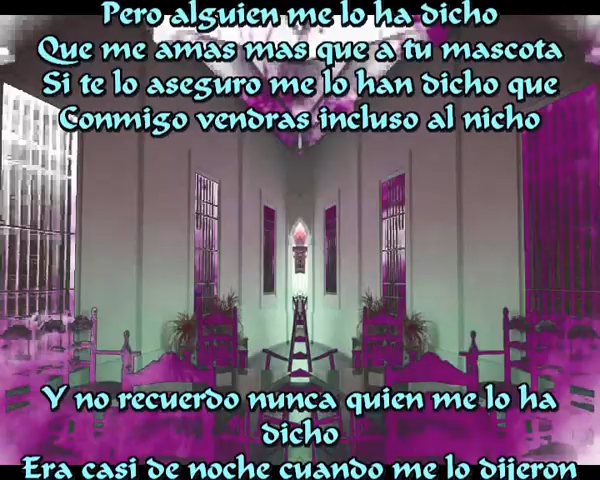 Pero alguien me lo ha dicho
Que me amas mas que a tu mascota
Si te lo aseguro me lo han dicho que
Conmigo vendras incluso al nicho
Y no recuerdo nunca quien me lo ha
dicho
Era casi de noche cuando me lo dijeron